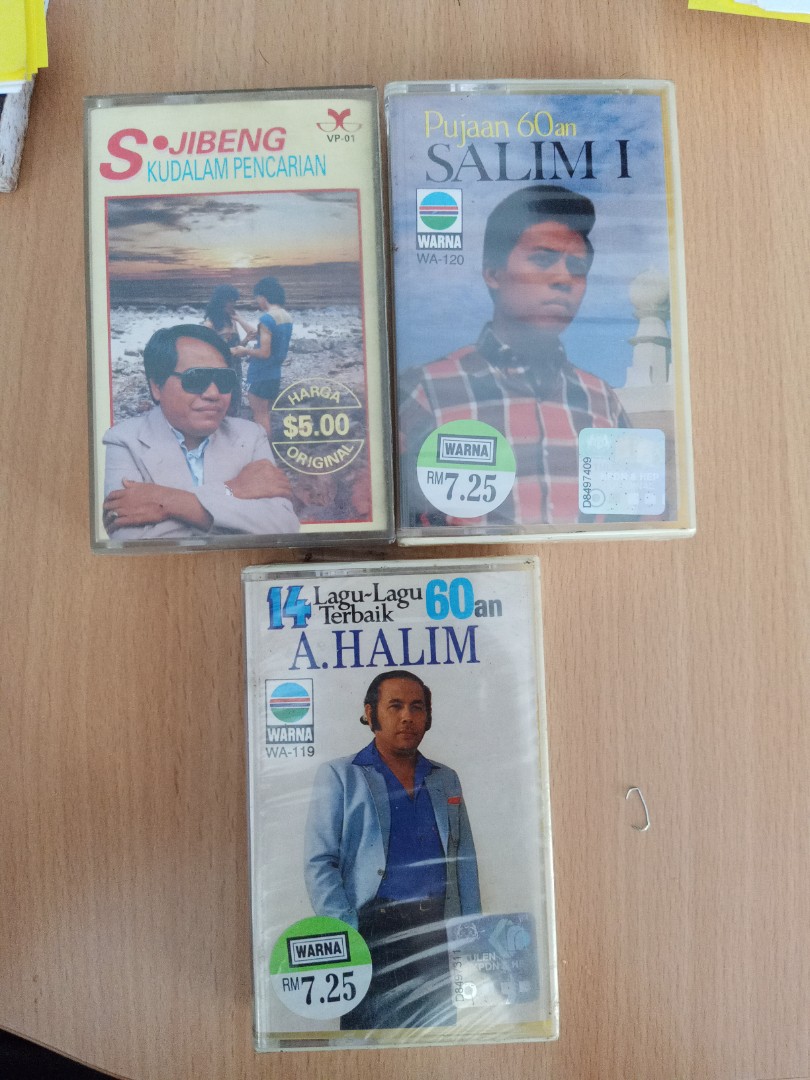 S•JIBENG
KUDALAM PENCARIAN
VP-01
HARGA
$5.00
ORIGINAL
Pujaan 60an
SALIM I
WARNA
WA-120
WARNA
RM7.25
D8497409
14 Lagu-Lagu
Terbaik 60an
A.HALIM
WARNA
WA-119
WARNA
RM7.25